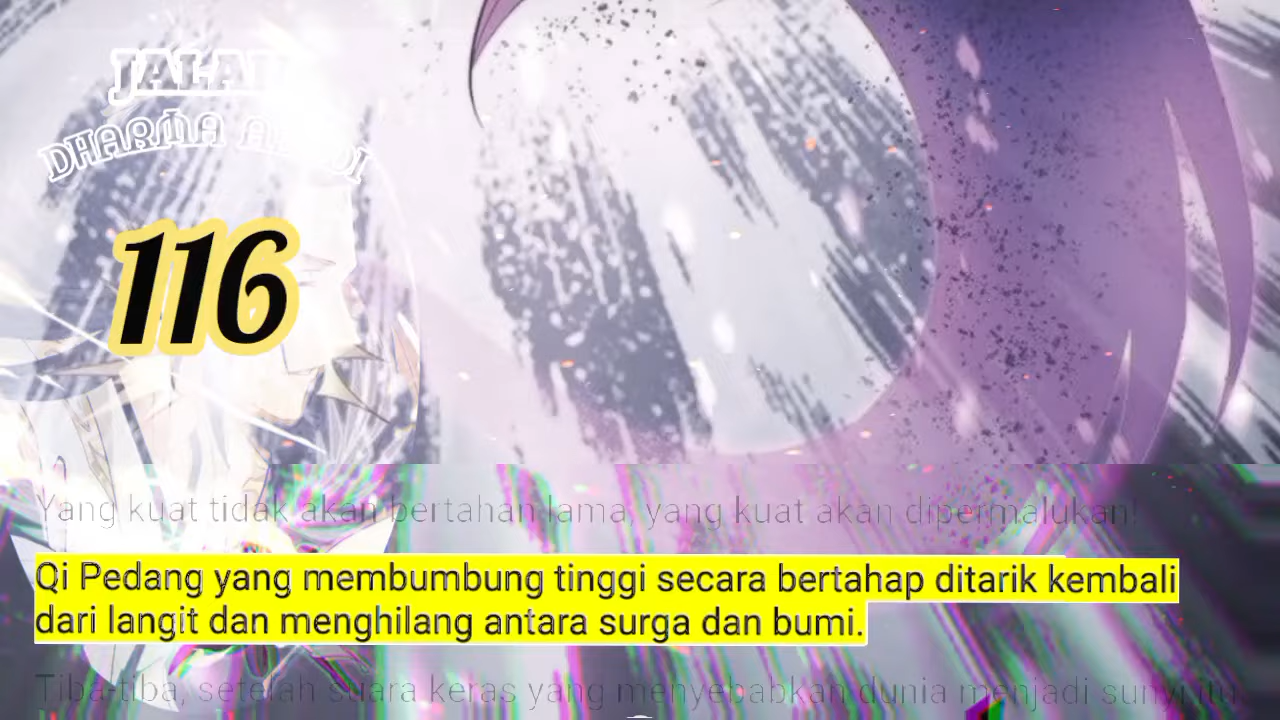 JALAN
DHARMA ABADI
116
Yang kuat tidak akan bertahan lama, yang kuat akan dipermalukan!
Qi Pedang yang membumbung tinggi secara bertahap ditarik kembali
dari langit dan menghilang antara surga dan bumi.
Tiba-tiba, setelah suara keras yang menyebabkan dunia menjadi sunyi itu